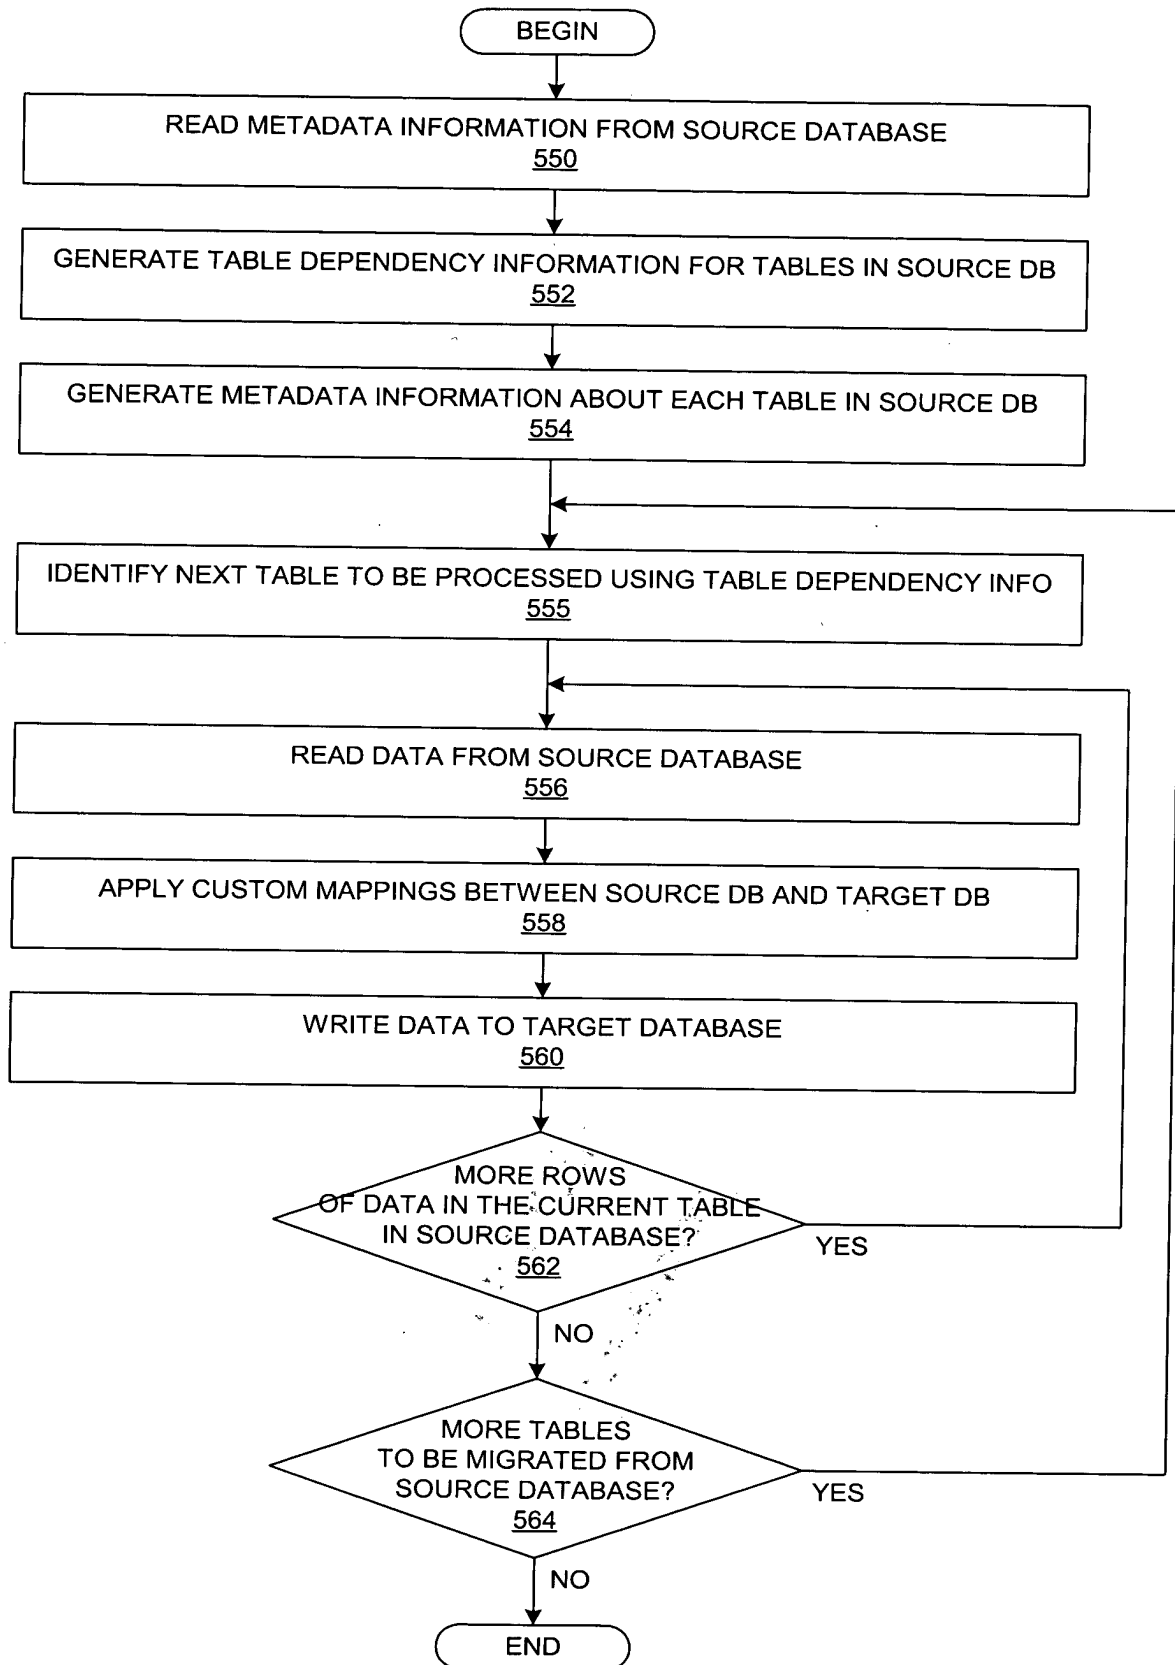 BEGIN
READ METADATA INFORMATION FROM SOURCE DATABASE
550
GENERATE TABLE DEPENDENCY INFORMATION FOR TABLES IN SOURCE DB
552
GENERATE METADATA INFORMATION ABOUT EACH TABLE IN SOURCE DB
554
IDENTIFY NEXT TABLE TO BE PROCESSED USING TABLE DEPENDENCY INFO
555
READ DATA FROM SOURCE DATABASE
556
APPLY CUSTOM MAPPINGS BETWEEN SOURCE DB AND TARGET DB
558
WRITE DATA TO TARGET DATABASE
560
MORE ROWS
OF DATA IN THE CURRENT TABLE
IN SOURCE DATABASE?
562
YES
NO
MORE TABLES
TO BE MIGRATED FROM
SOURCE DATABASE?
564
YES
NO
END